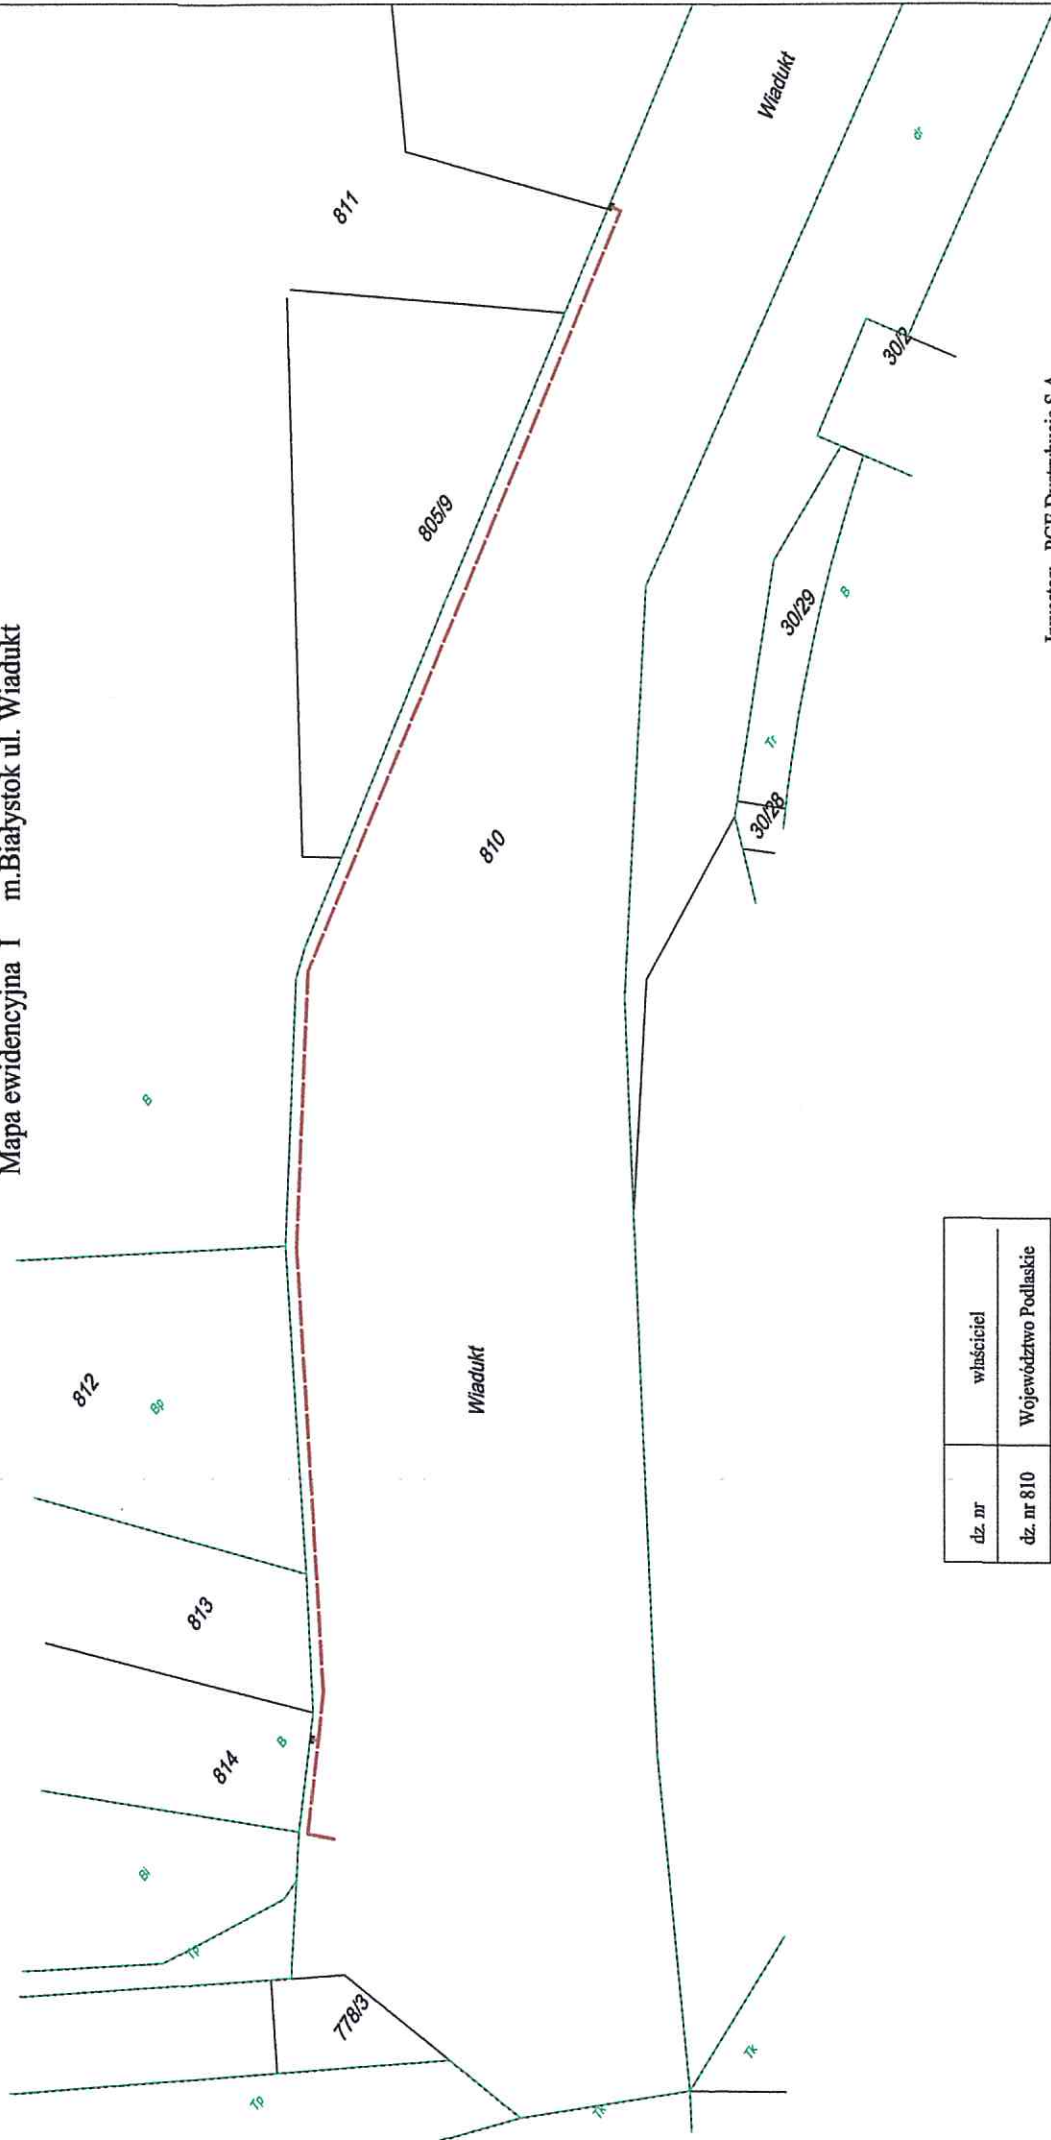 Mapa ewidencyjna I m.Białystok ul. Wiadukt
811
Wiadukt
dr
805/9
30/2
810
30/29
B
Tr
30/28
B
812
Bp
Wiadukt
813
814
B
Bi
Tp
778/3
Tp
Tk
Tk
dz. nr właściciel
dz. nr 810 Województwo Podlaskie